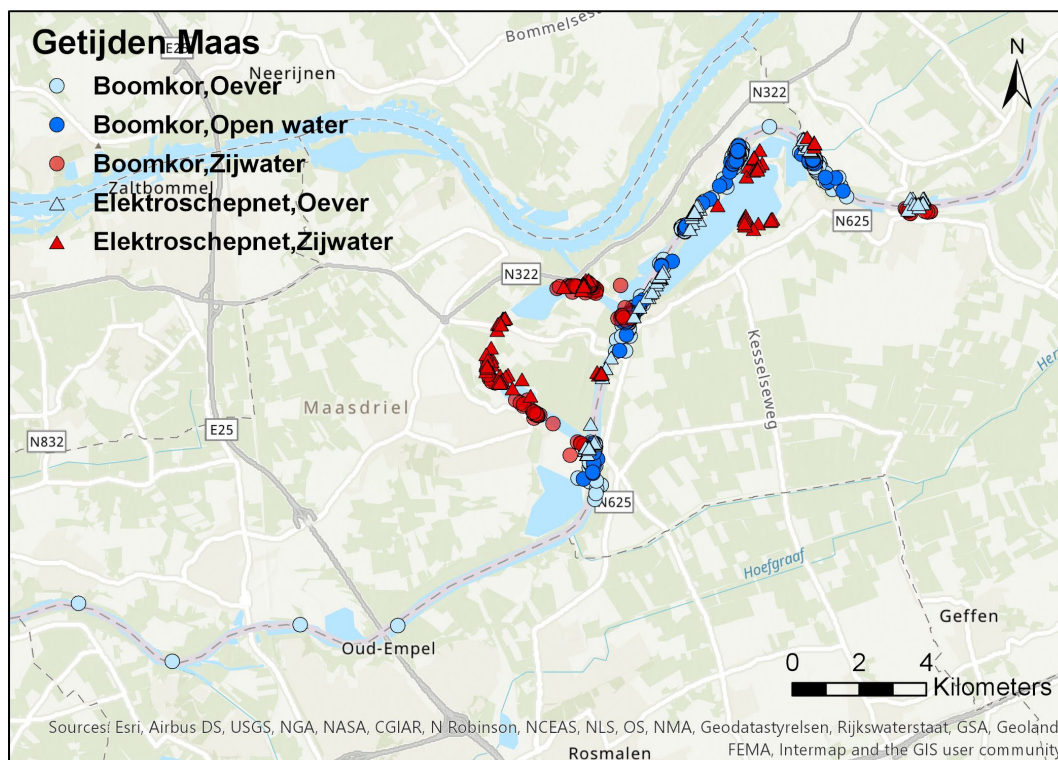 Getijden Maas
Boomkor,Oever
Boomkor,Open water
Boomkor,Zijwater
Elektroschepnet,Oever
Elektroschepnet,Zijwater
E25
Neerijnen
Zaltbommel
N
N322
N625
N322
Kesselseweg
Maasdriel
E25
N832
N625
Hoefgraaf
Geffen
Oud-Empel
0 2 4
Kilometers
Sources: Esri, Airbus DS, USGS, NGA, NASA, CGIAR, N Robinson, NCEAS, NLS, OS, NMA, Geodatastyrelsen, Rijkswaterstaat, GSA, Geoland
FEMA, Intermap and the GIS user community
Rosmalen